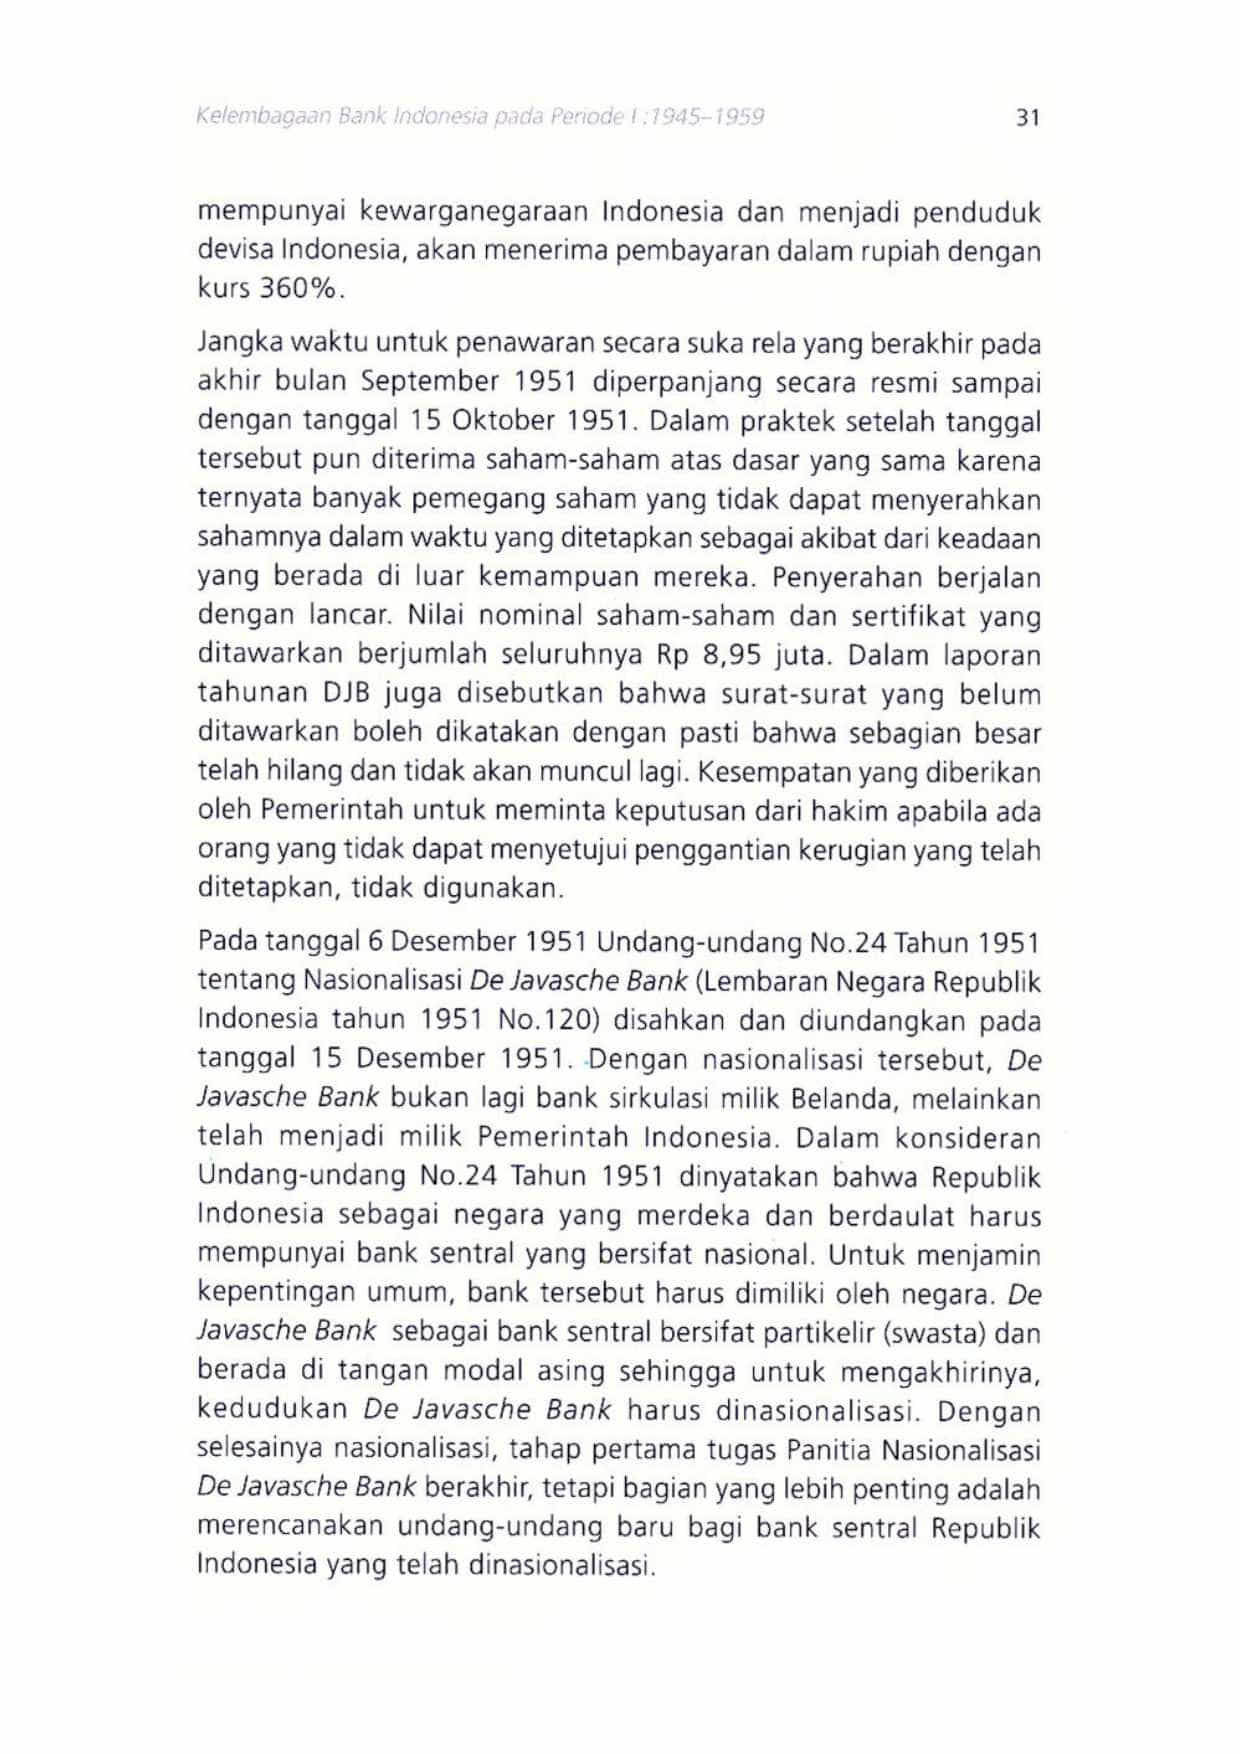 Kelembagaan Bank Indonesia pada Periode I :1945–1959 31
mempunyai kewarganegaraan Indonesia dan menjadi penduduk
devisa Indonesia, akan menerima pembayaran dalam rupiah dengan
kurs 360%.
Jangka waktu untuk penawaran secara suka rela yang berakhir pada
akhir bulan September 1951 diperpanjang secara resmi sampai
dengan tanggal 15 Oktober 1951. Dalam praktek setelah tanggal
tersebut pun diterima saham-saham atas dasar yang sama karena
ternyata banyak pemegang saham yang tidak dapat menyerahkan
sahamnya dalam waktu yang ditetapkan sebagai akibat dari keadaan
yang berada di luar kemampuan mereka. Penyerahan berjalan
dengan lancar. Nilai nominal saham-saham dan sertifikat yang
ditawarkan berjumlah seluruhnya Rp 8,95 juta. Dalam laporan
tahunan DJB juga disebutkan bahwa surat-surat yang belum
ditawarkan boleh dikatakan dengan pasti bahwa sebagian besar
telah hilang dan tidak akan muncul lagi. Kesempatan yang diberikan
oleh Pemerintah untuk meminta keputusan dari hakim apabila ada
orang yang tidak dapat menyetujui penggantian kerugian yang telah
ditetapkan, tidak digunakan.
Pada tanggal 6 Desember 1951 Undang-undang No.24 Tahun 1951
tentang Nasionalisasi De Javasche Bank (Lembaran Negara Republik
Indonesia tahun 1951 No.120) disahkan dan diundangkan pada
tanggal 15 Desember 1951. Dengan nasionalisasi tersebut, De
Javasche Bank bukan lagi bank sirkulasi milik Belanda, melainkan
telah menjadi milik Pemerintah Indonesia. Dalam konsideran
Undang-undang No.24 Tahun 1951 dinyatakan bahwa Republik
Indonesia sebagai negara yang merdeka dan berdaulat harus
mempunyai bank sentral yang bersifat nasional. Untuk menjamin
kepentingan umum, bank tersebut harus dimiliki oleh negara. De
Javasche Bank sebagai bank sentral bersifat partikelir (swasta) dan
berada di tangan modal asing sehingga untuk mengakhirinya,
kedudukan De Javasche Bank harus dinasionalisasi. Dengan
selesainya nasionalisasi, tahap pertama tugas Panitia Nasionalisasi
De Javasche Bank berakhir, tetapi bagian yang lebih penting adalah
merencanakan undang-undang baru bagi bank sentral Republik
Indonesia yang telah dinasionalisasi.